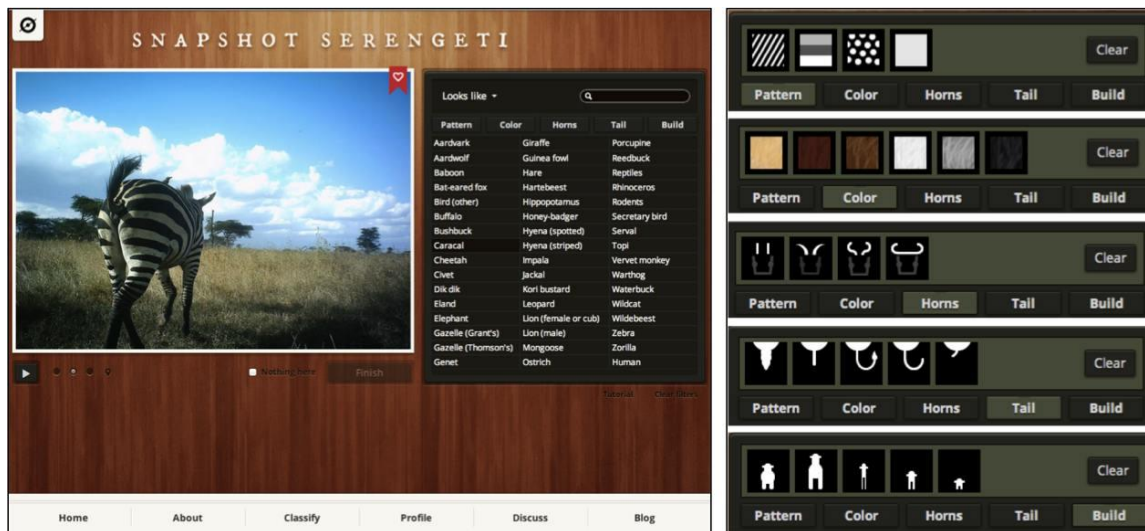 SNAPSHOT SERENGETI
Looks like
Pattern Color Horns Tail Build
Aardvark Giraffe Porcupine
Aardwolf Guinea fowl Reedbuck
Baboon Hare Reptiles
Bat-eared fox Hartebeest Rhinoceros
Bird (other) Hippopotamus Rodents
Buffalo Honey-badger Secretary bird
Bushbuck Hyena (spotted) Serval
Caracal Hyena (striped) Topi
Cheetah Impala Vervet monkey
Civet Jackal Warthog
Dik dik Kori bustard Waterbuck
Eland Leopard Wildcat
Elephant Lion (female or cub) Wildebeest
Gazelle (Grant's) Lion (male) Zebra
Gazelle (Thomson's) Mongoose Zorilla
Genet Ostrich Human
Nothing here Finish
Tutorial Clear filters
Home About Classify Profile Discuss Blog
Clear
Pattern Color Horns Tail Build
Clear
Pattern Color Horns Tail Build
Clear
Pattern Color Horns Tail Build
Clear
Pattern Color Horns Tail Build
Clear
Pattern Color Horns Tail Build